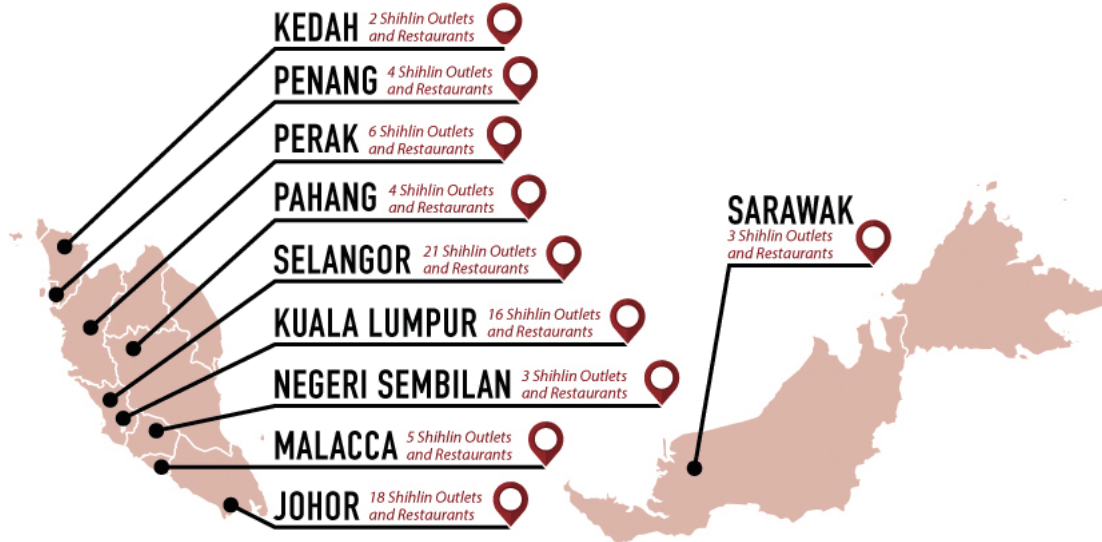 KEDAH
2 Shihlin Outlets
and Restaurants
PENANG
4 Shihlin Outlets
and Restaurants
PERAK
6 Shihlin Outlets
and Restaurants
PAHANG
4 Shihlin Outlets
and Restaurants
SELANGOR
21 Shihlin Outlets
and Restaurants
KUALA LUMPUR
16 Shihlin Outlets
and Restaurants
NEGERI SEMBILAN
3 Shihlin Outlets
and Restaurants
MALACCA
5 Shihlin Outlets
and Restaurants
JOHOR
18 Shihlin Outlets
and Restaurants
SARAWAK
3 Shihlin Outlets
and Restaurants